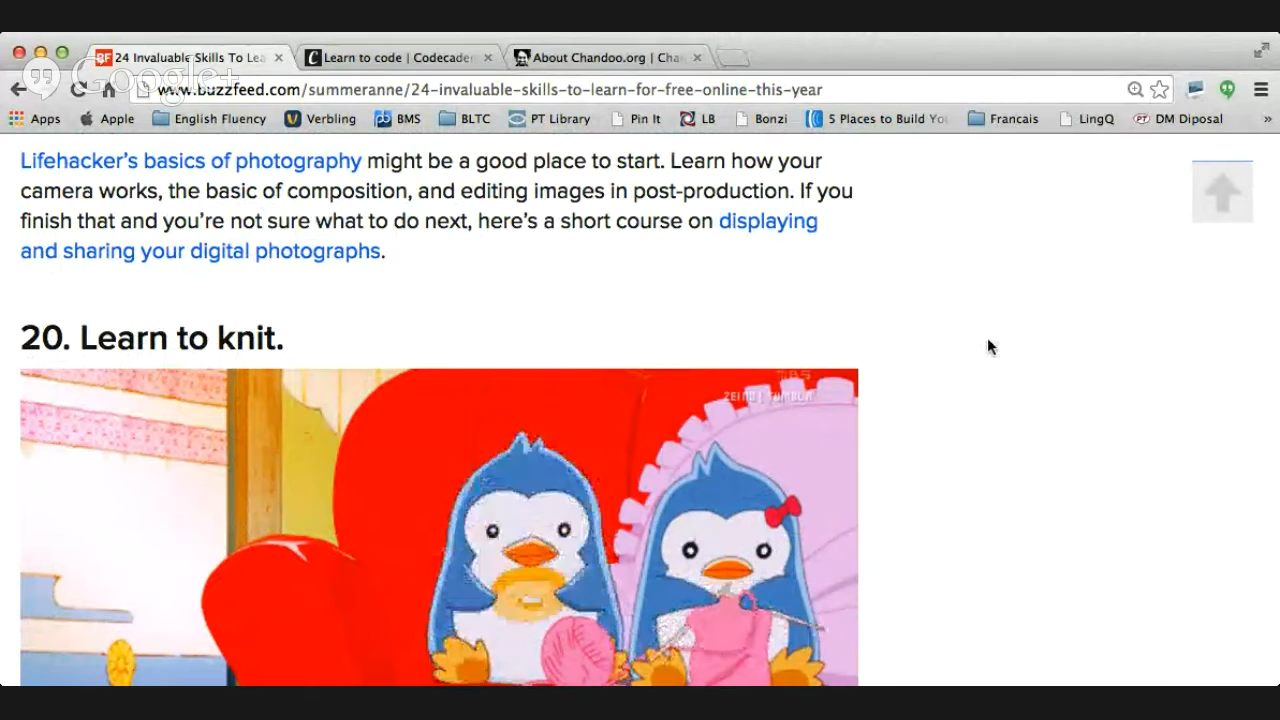 24 Invaluable Skills To Lea
Learn to code | Codecade
About Chandoo.org | Cha
Google+
www.buzzfeed.com/summeranne/24-invaluable-skills-to-learn-for-free-online-this-year
Apps
Apple
English Fluency
Verbling
BMS
BLTC
PT Library
Pin It
LB
Bonzi
5 Places to Build Yo
Francais
LingQ
DM Diposal
»
Lifehacker's basics of photography might be a good place to start. Learn how your
camera works, the basic of composition, and editing images in post-production. If you
finish that and you're not sure what to do next, here's a short course on displaying
and sharing your digital photographs.
20. Learn to knit.
TBS
ZEIRO| TUMBLR